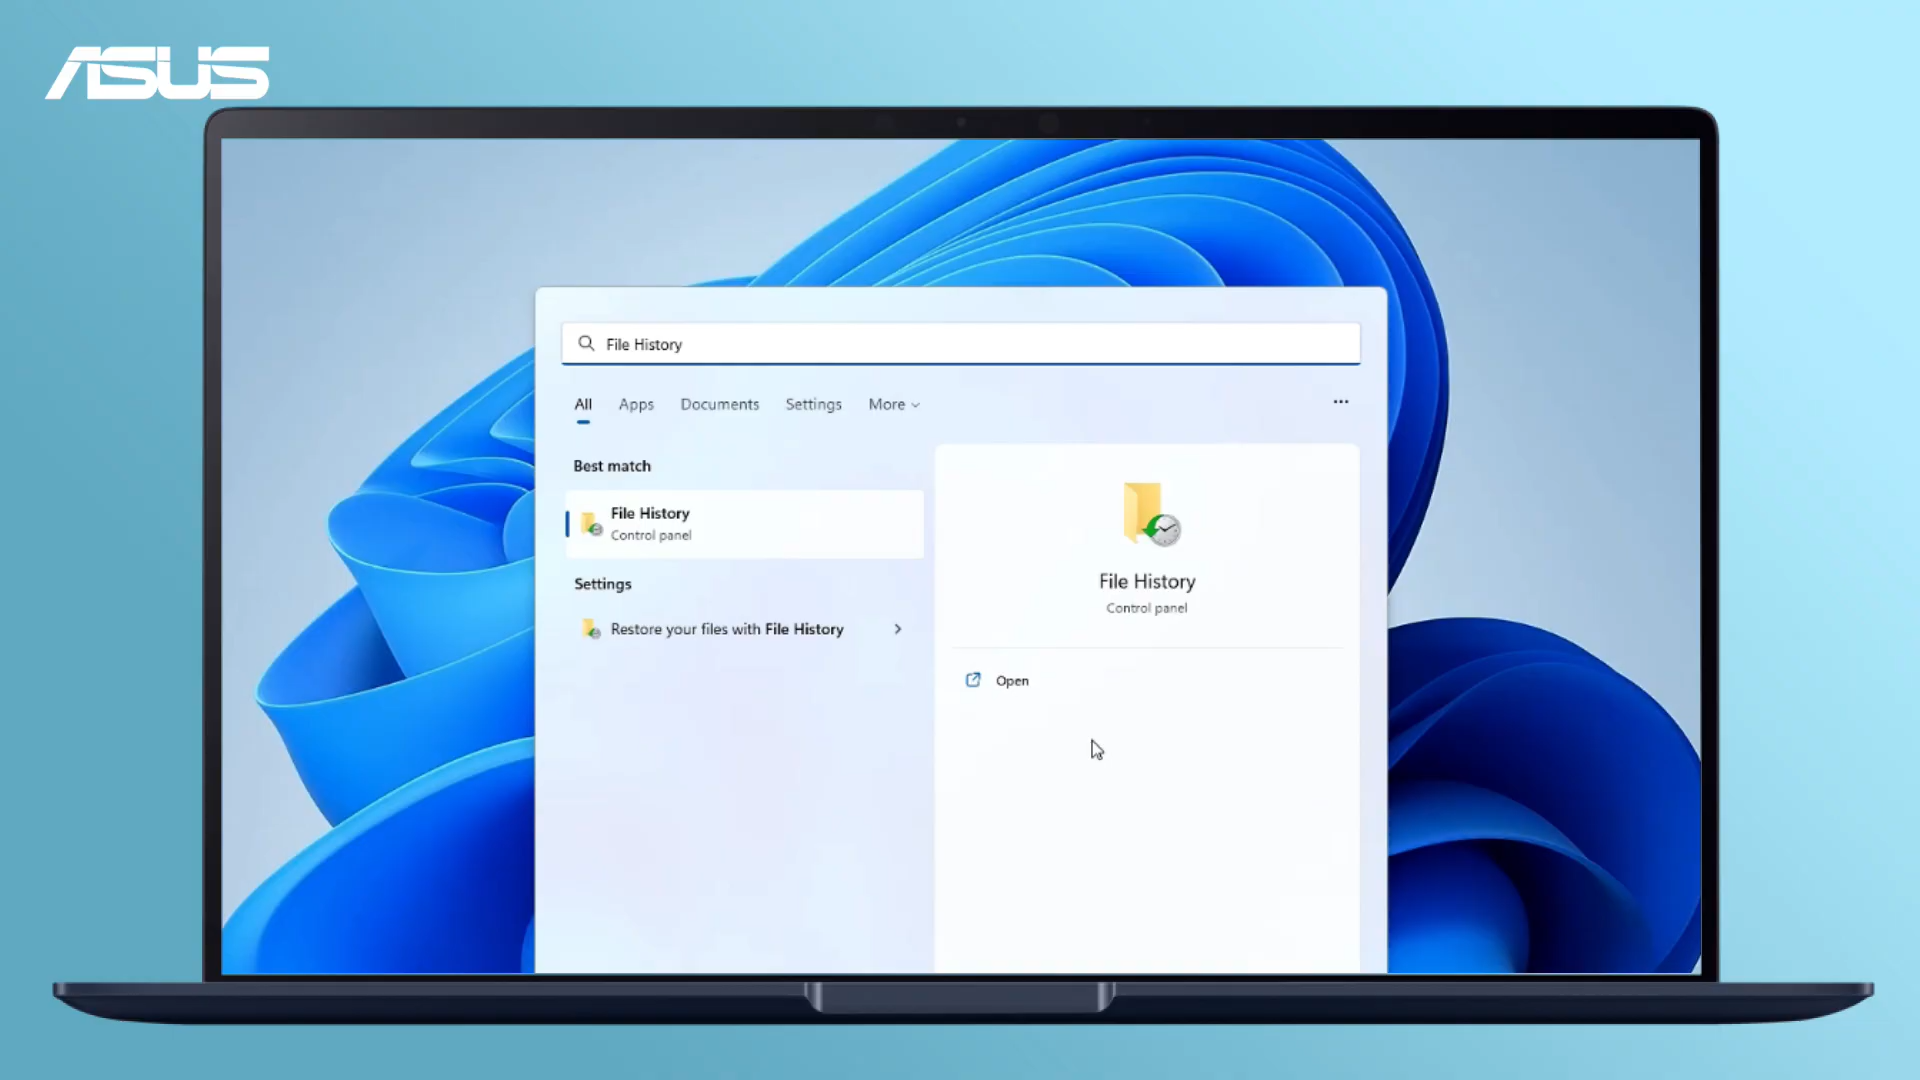 ASUS
File History
All Apps Documents Settings More ...
Best match
File History
Control panel
Settings
Restore your files with File History
File History
Control panel
Open